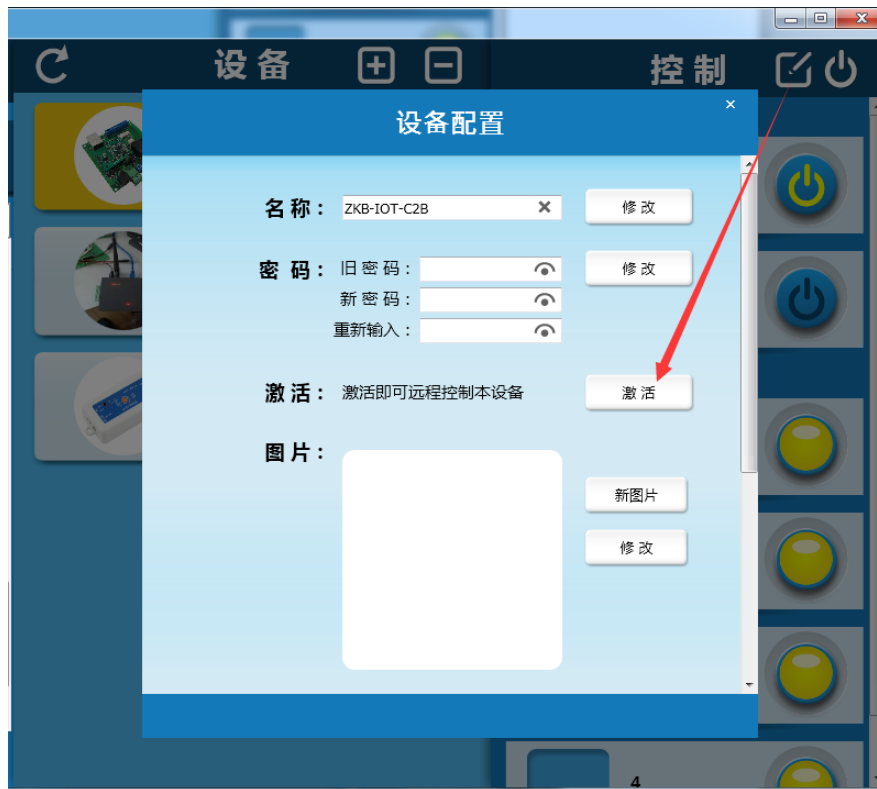 设备
控制
设备配置
名称：
ZKB-IOT-C2B
修改
密码：
旧密码：
修改
新密码：
重新输入：
激活：
激活即可远程控制本设备
激活
图片：
新图片
修改
4